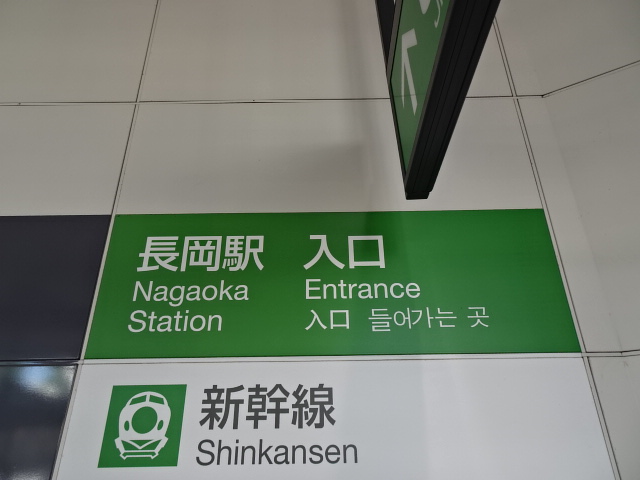 長岡駅 入口
Nagaoka Entrance
Station 入口 들어가는 곳
新幹線
Shinkansen